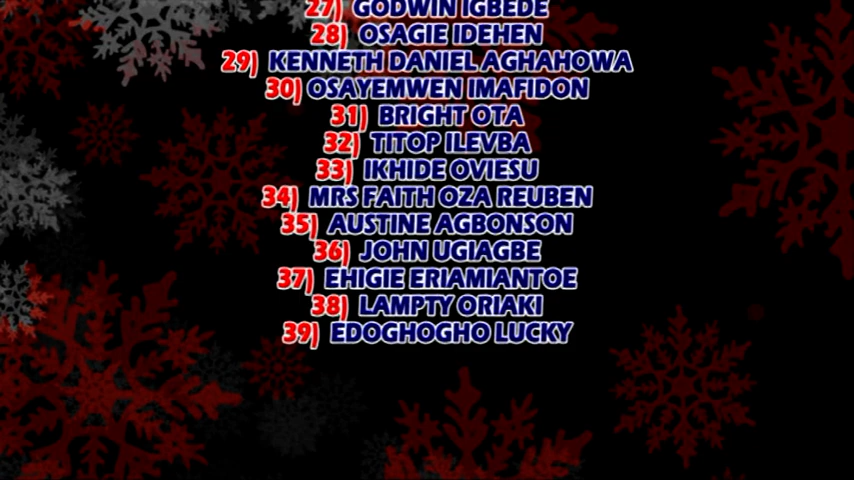 27) GODWIN IGBEDE
28) OSAGIE IDEHEN
29) KENNETH DANIEL AGHAHOWA
30) OSAYEMWEN IMAFIDON
31) BRIGHT OTA
32) TITOP ILEVBA
33) IKHIDE OVIESU
34) MRS FAITH OZA REUBEN
35) AUSTINE AGBONSON
36) JOHN UGIAGBE
37) EHIGIE ERIAMIANTOE
38) LAMPTY ORIAKI
39) EDOGHOGHO LUCKY